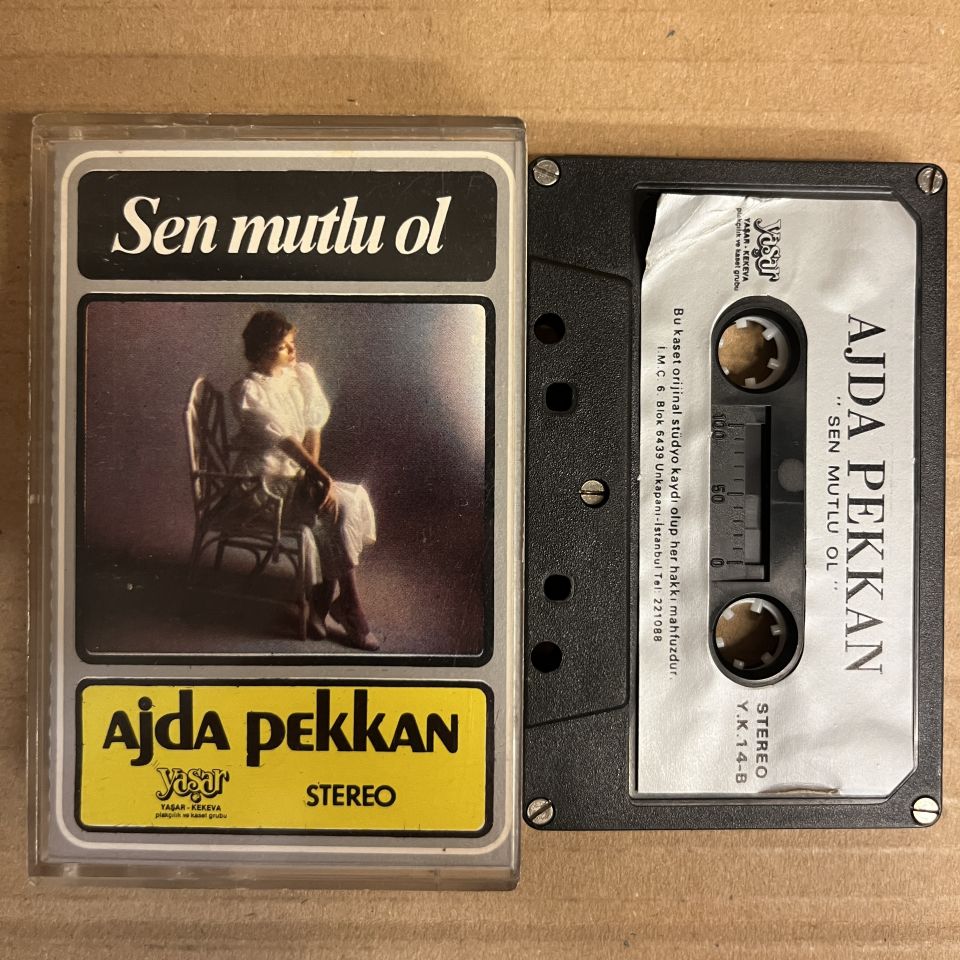 Sen mutlu ol
AJdA pEKKAN
yaşar
YAŞAR - KEKEVA
plakçılık ve kaset grubu
STEREO
yaşar
YAŞAR - KEKEVA
plakçılık ve kaset grubu
AJDA PEKKAN
" SEN MUTLU OL "
100
50
0
Bu kaset orijinal stüdyo kaydı olup her hakkı mahfuzdur.
İ.M.Ç. 6. Blok 6439 Unkapanı-İstanbul Tel: 221088
STEREO
Y.K.14-B